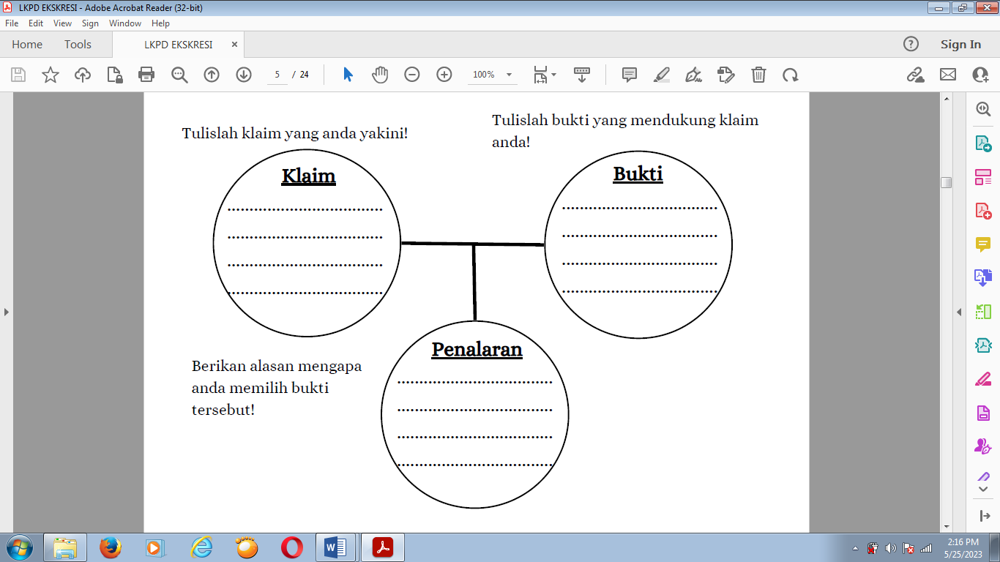 LKPD EKSKRESI - Adobe Acrobat Reader (32-bit)
File Edit View Sign Window Help
Home Tools LKPD EKSKRESI × ? Sign In
5 / 24 100%
Tulislah klaim yang anda yakini!
Tulislah bukti yang mendukung klaim
anda!
Klaim
..................................
..................................
..................................
..................................
Bukti
..................................
..................................
..................................
..................................
Berikan alasan mengapa
anda memilih bukti
tersebut!
Penalaran
..................................
..................................
..................................
..................................
2:16 PM
5/25/2023